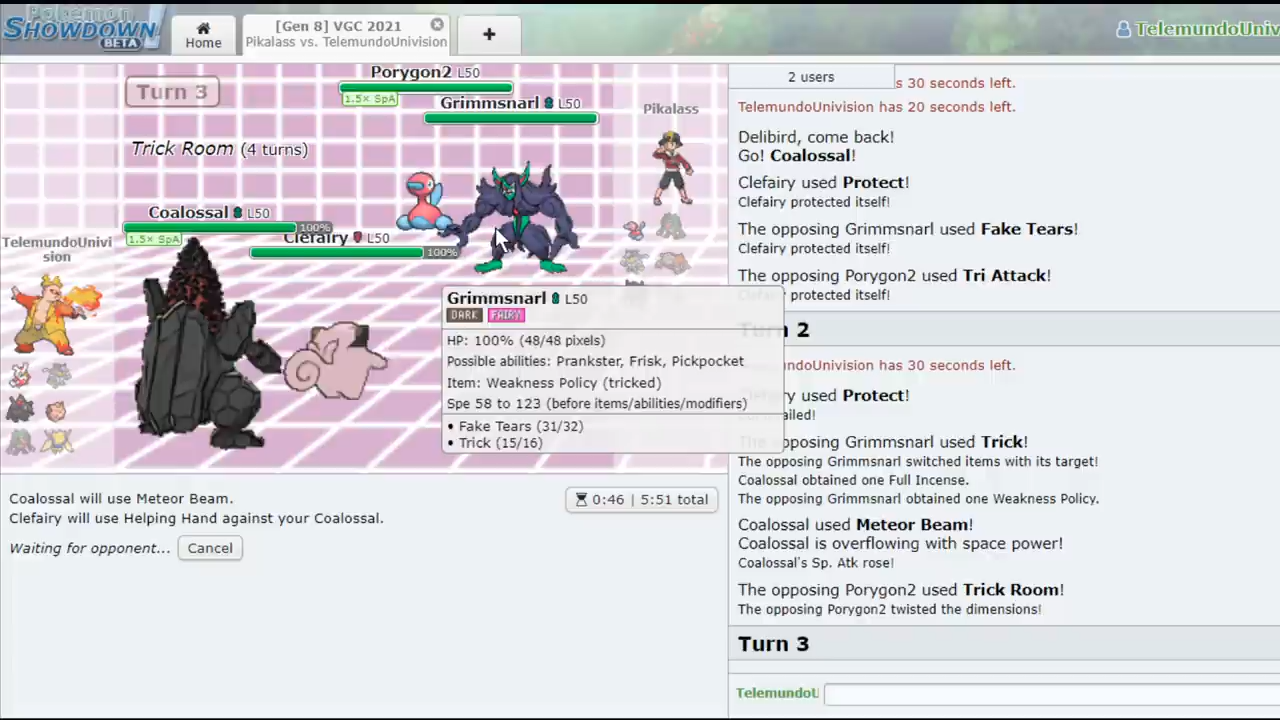 Pokémon
SHOWDOWN
BETA
Home
[Gen 8] VGC 2021
Pikalass vs. TelemundoUnivision
+
TelemundoUniv
Turn 3
Porygon2 L50
1.5× SpA
Grimmsnarl L50
Pikalass
Trick Room (4 turns)
Coalossal L50
100%
1.5× SpA
Clefairy L50
100%
TelemundoUnivi
sion
Grimmsnarl L50
DARK FAIRY
HP: 100% (48/48 pixels)
Possible abilities: Prankster, Frisk, Pickpocket
Item: Weakness Policy (tricked)
Spe 58 to 123 (before items/abilities/modifiers)
• Fake Tears (31/32)
• Trick (15/16)
Coalossal will use Meteor Beam.
Clefairy will use Helping Hand against your Coalossal.
Waiting for opponent... Cancel
0:46 | 5:51 total
2 users
s 30 seconds left.
TelemundoUnivision has 20 seconds left.
Delibird, come back!
Go! Coalossal!
Clefairy used Protect!
Clefairy protected itself!
The opposing Grimmsnarl used Fake Tears!
Clefairy protected itself!
The opposing Porygon2 used Tri Attack!
Clefairy protected itself!
2
ndoUnivision has 30 seconds left.
fairy used Protect!
ailed!
opposing Grimmsnarl used Trick!
The opposing Grimmsnarl switched items with its target!
Coalossal obtained one Full Incense.
The opposing Grimmsnarl obtained one Weakness Policy.
Coalossal used Meteor Beam!
Coalossal is overflowing with space power!
Coalossal's Sp. Atk rose!
The opposing Porygon2 used Trick Room!
The opposing Porygon2 twisted the dimensions!
Turn 3
TelemundoU